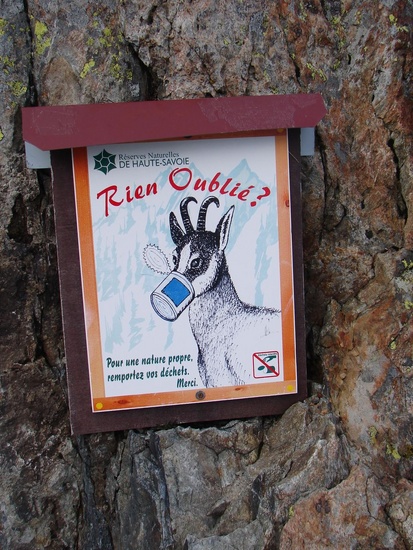 Réserves Naturelles
DE HAUTE-SAVOIE
Rien Oublié?
Pour une nature propre,
remportez vos déchets.
Merci.